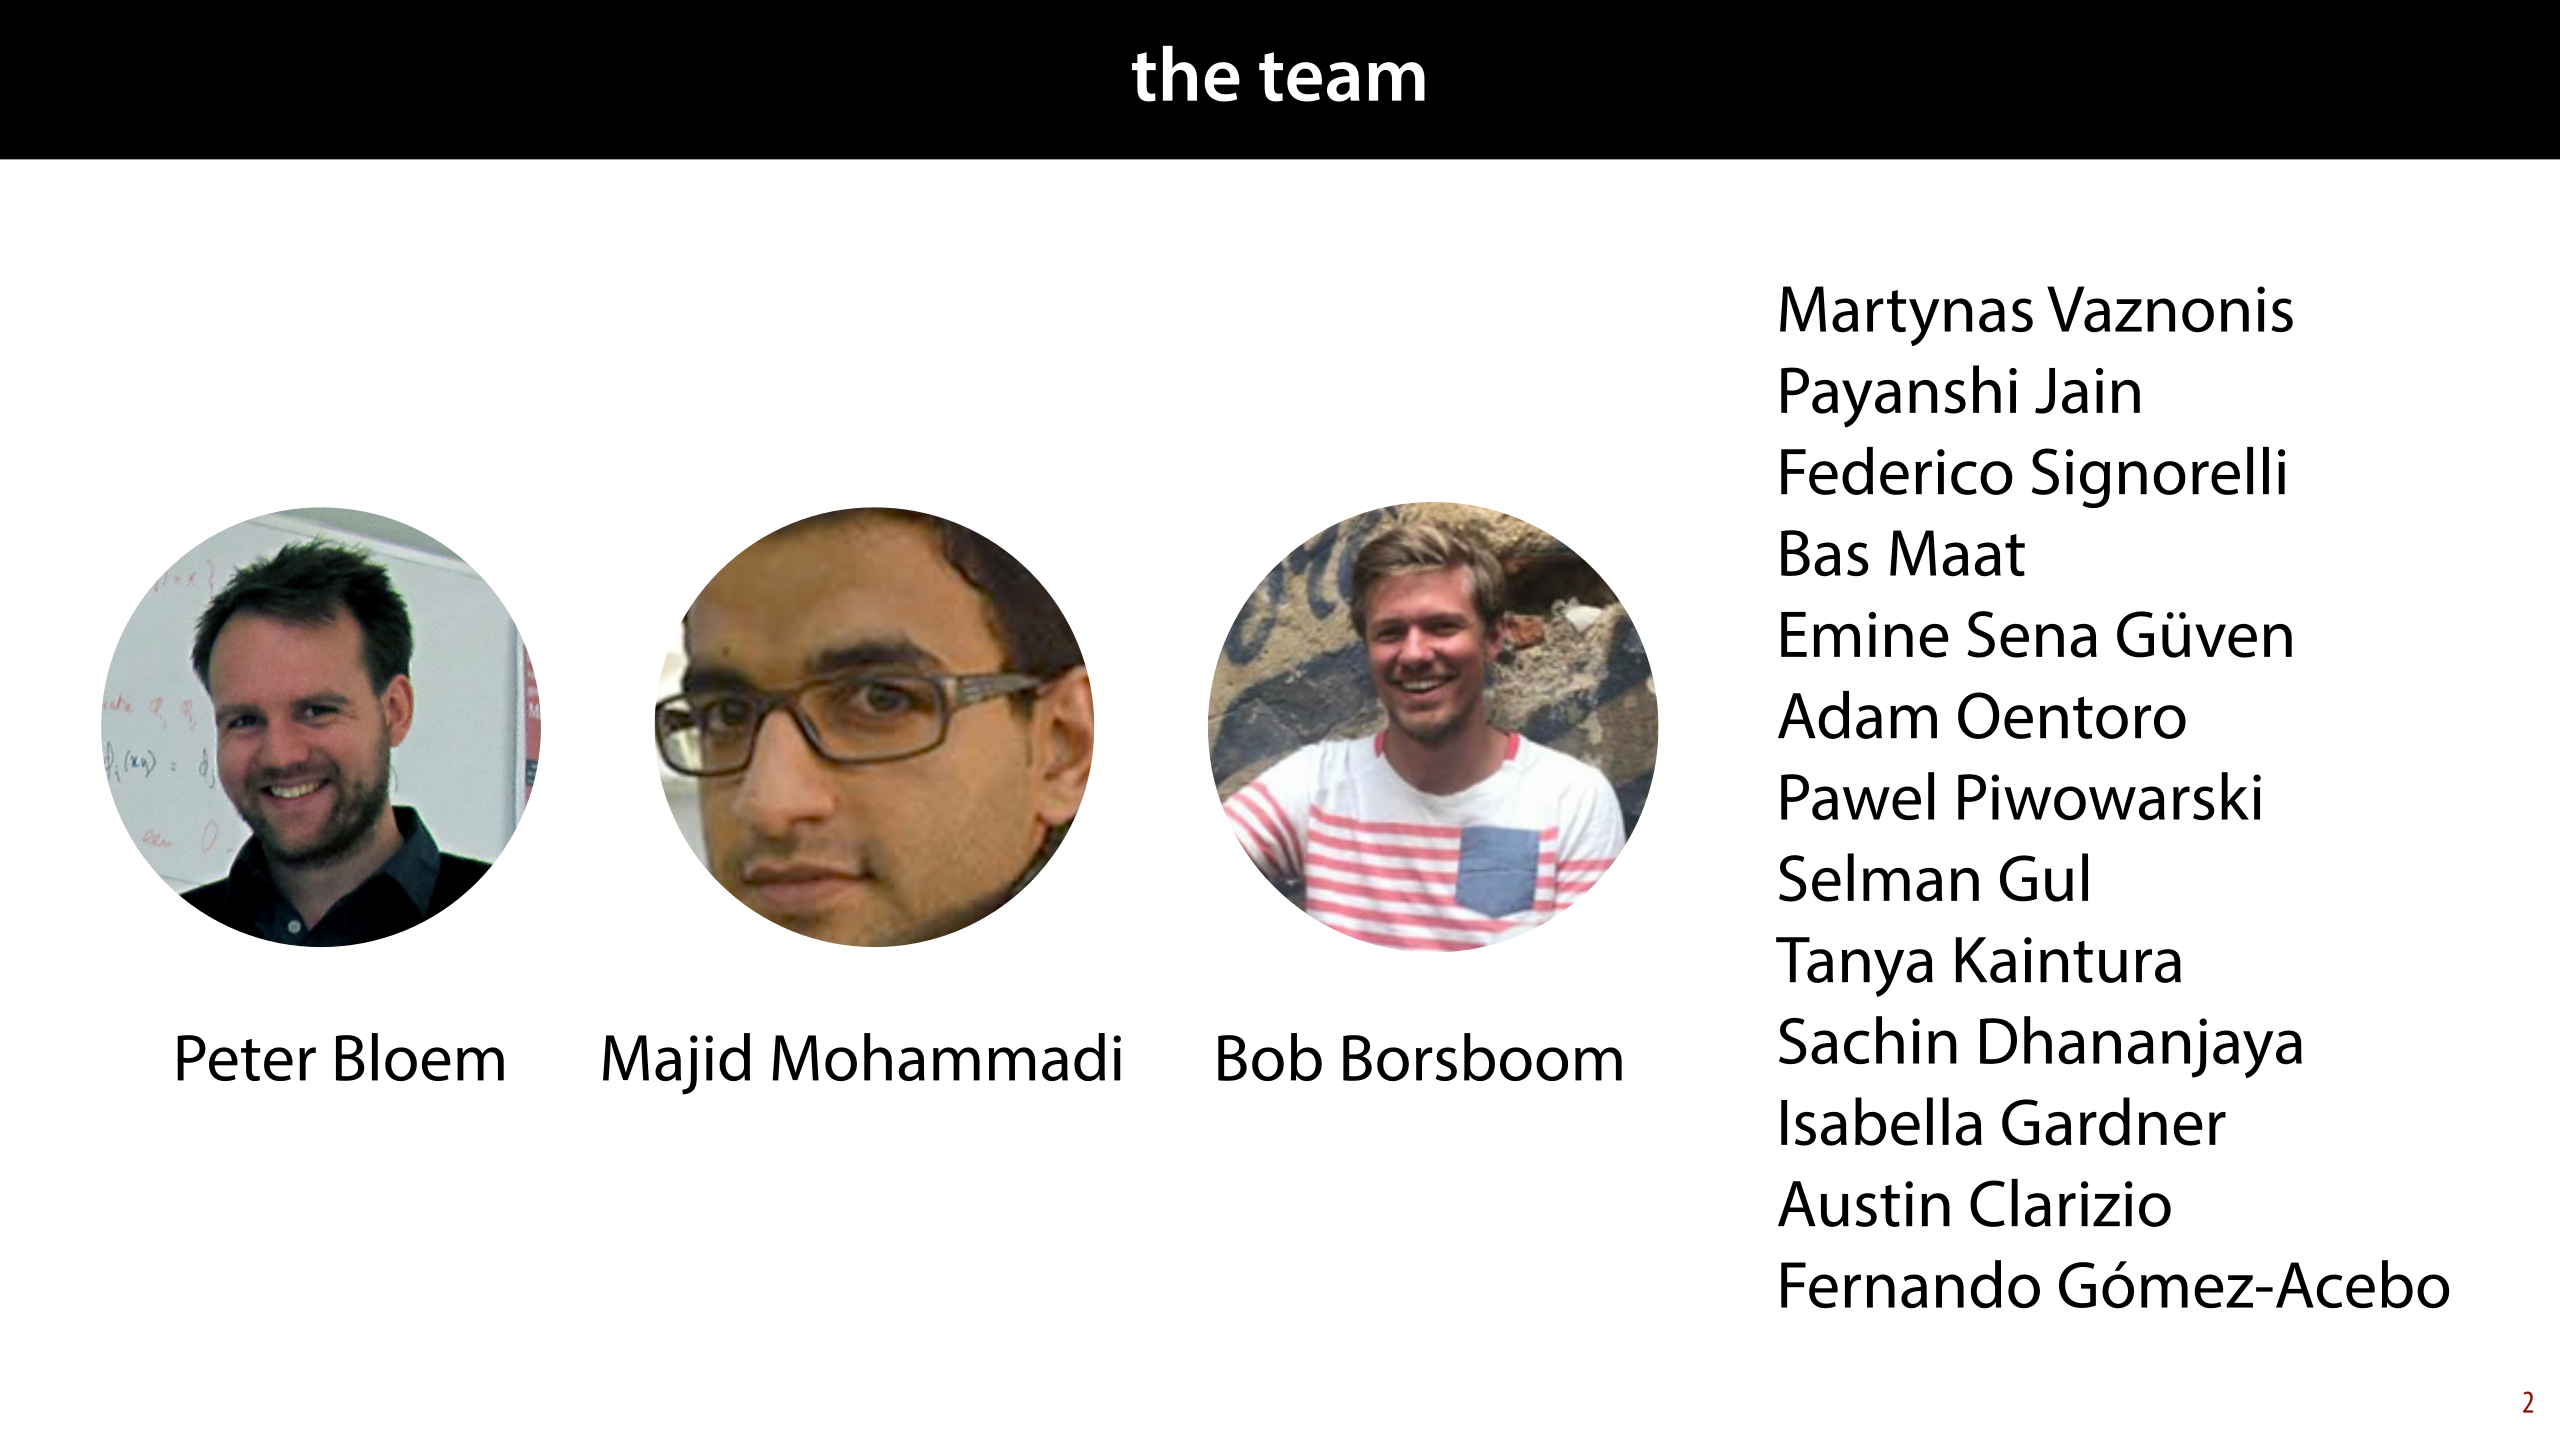 the team
Peter Bloem
Majid Mohammadi
Bob Borsboom
Martynas Vaznonis
Payanshi Jain
Federico Signorelli
Bas Maat
Emine Sena Güven
Adam Oentoro
Pawel Piwowarski
Selman Gul
Tanya Kaintura
Sachin Dhananjaya
Isabella Gardner
Austin Clarizio
Fernando Gómez-Acebo
2